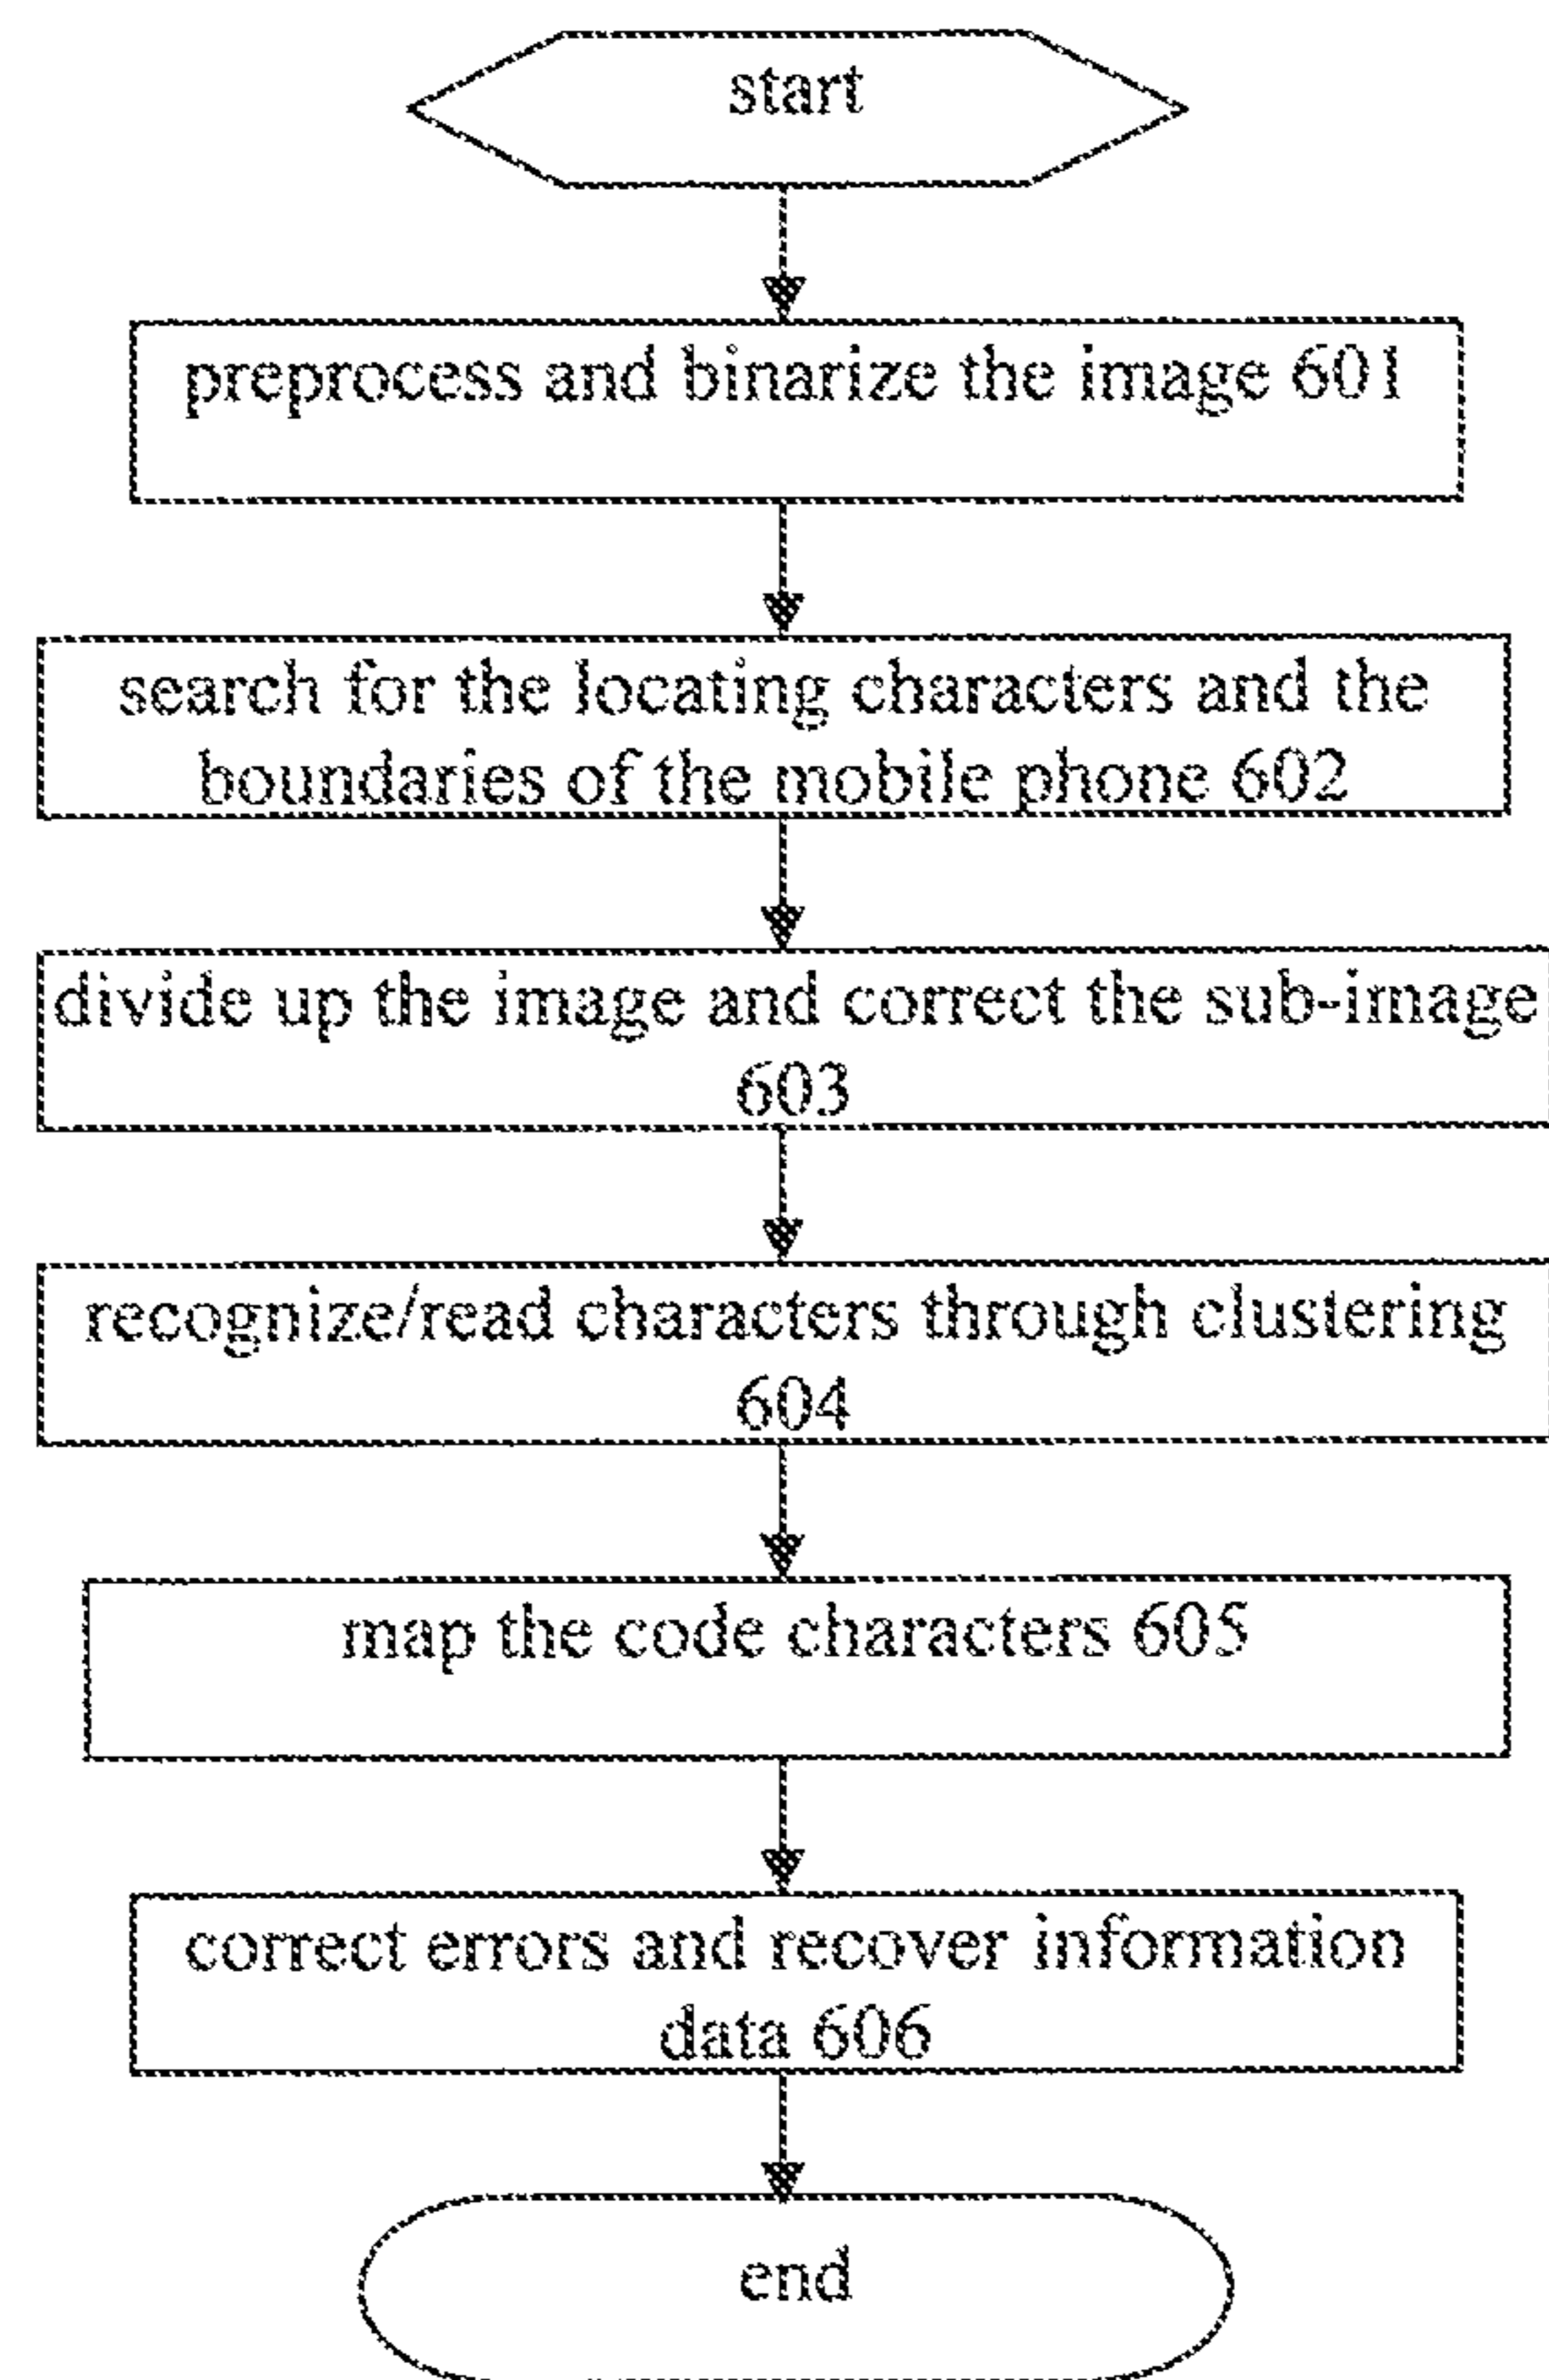 start
preprocess and binarize the image 601
search for the locating characters and the
boundaries of the mobile phone 602
divide up the image and correct the sub-image
603
recognize/read characters through clustering
604
map the code characters 605
correct errors and recover information
data 606
end